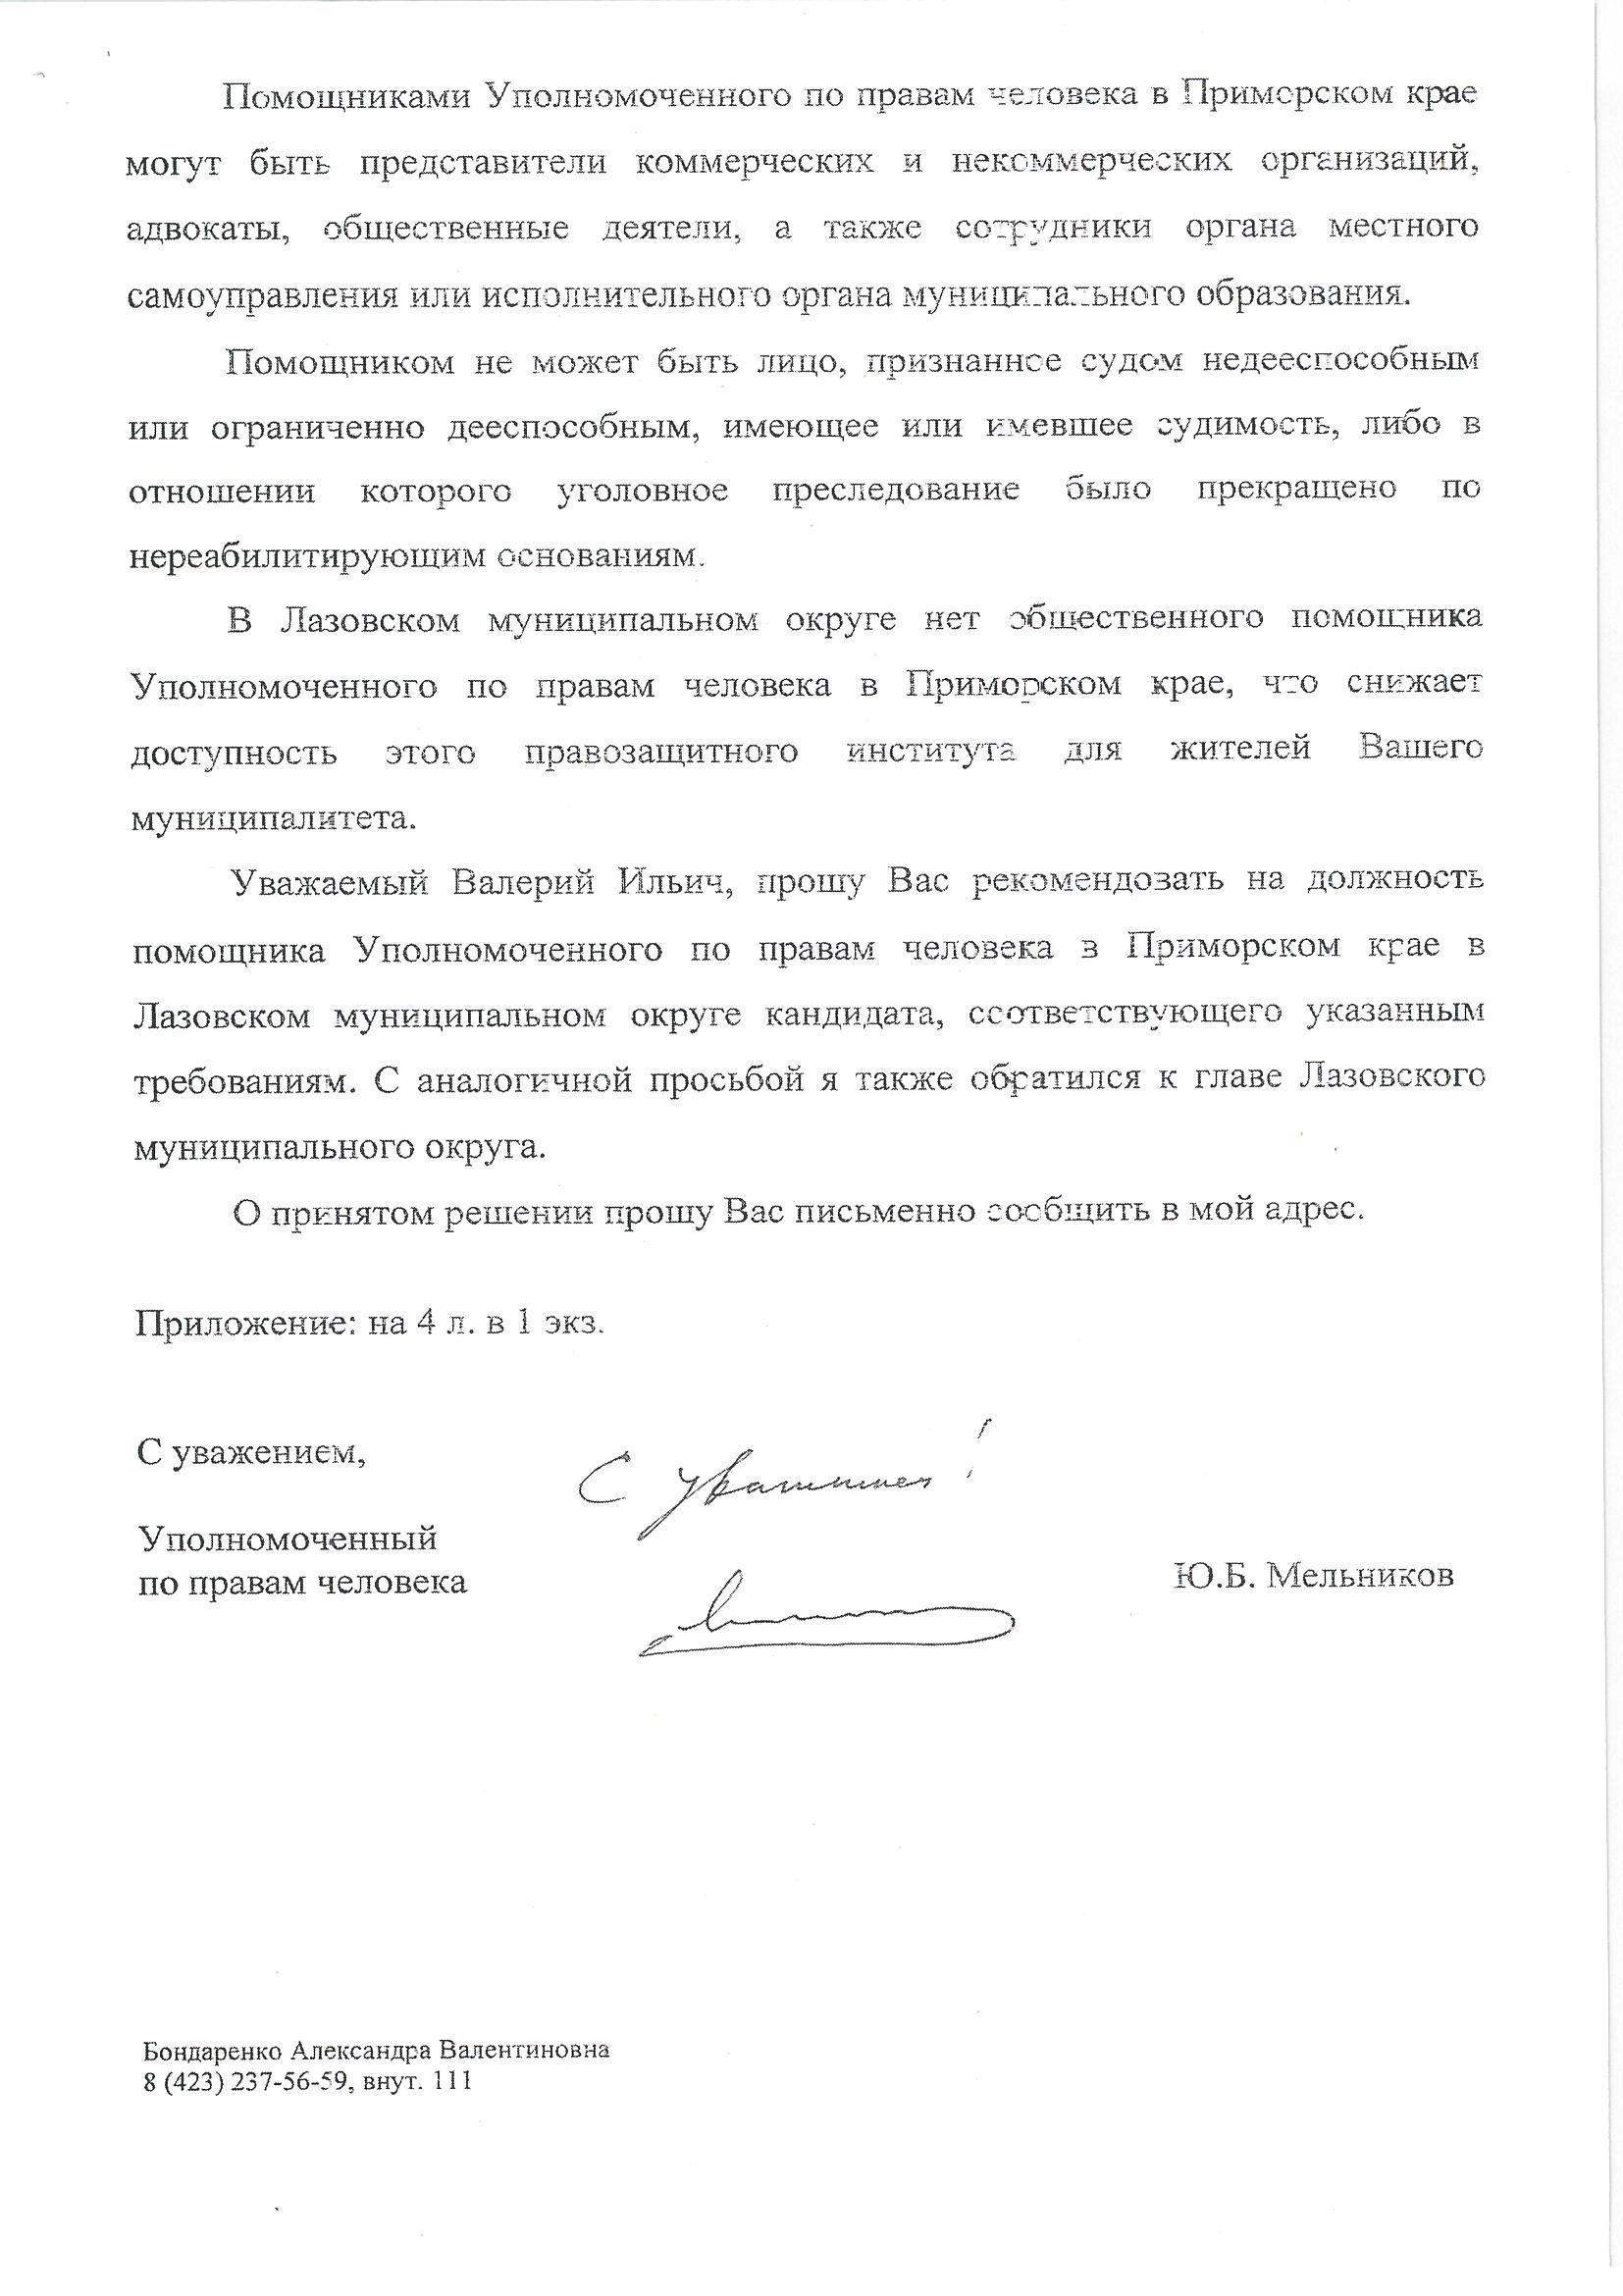 Помощниками Уполномоченного по правам человека в Приморском крае
могут быть представители коммерческих и некоммерческих организаций,
адвокаты, общественные деятели, а также сотрудники органа местного
самоуправления или исполнительного органа муниципального образования.
Помощником не может быть лицо, признанное судом недееспособным
или ограниченно дееспособным, имеющее или имевшее судимость, либо в
отношении которого уголовное преследование было прекращено по
нереабилитирующим основаниям.
В Лазовском муниципальном округе нет общественного помощника
Уполномоченного по правам человека в Приморском крае, что снижает
доступность этого правозащитного института для жителей Вашего
муниципалитета.
Уважаемый Валерий Ильич, прошу Вас рекомендовать на должность
помощника Уполномоченного по правам человека в Приморском крае в
Лазовском муниципальном округе кандидата, соответствующего указанным
требованиям. С аналогичной просьбой я также обратился к главе Лазовского
муниципального округа.
О принятом решении прошу Вас письменно сообщить в мой адрес.
Приложение: на 4 л. в 1 экз.
С уважением,
С уважением!
Уполномоченный
по правам человека
Ю.Б. Мельников
Бондаренко Александра Валентиновна
8 (423) 237-56-59, внут. 111